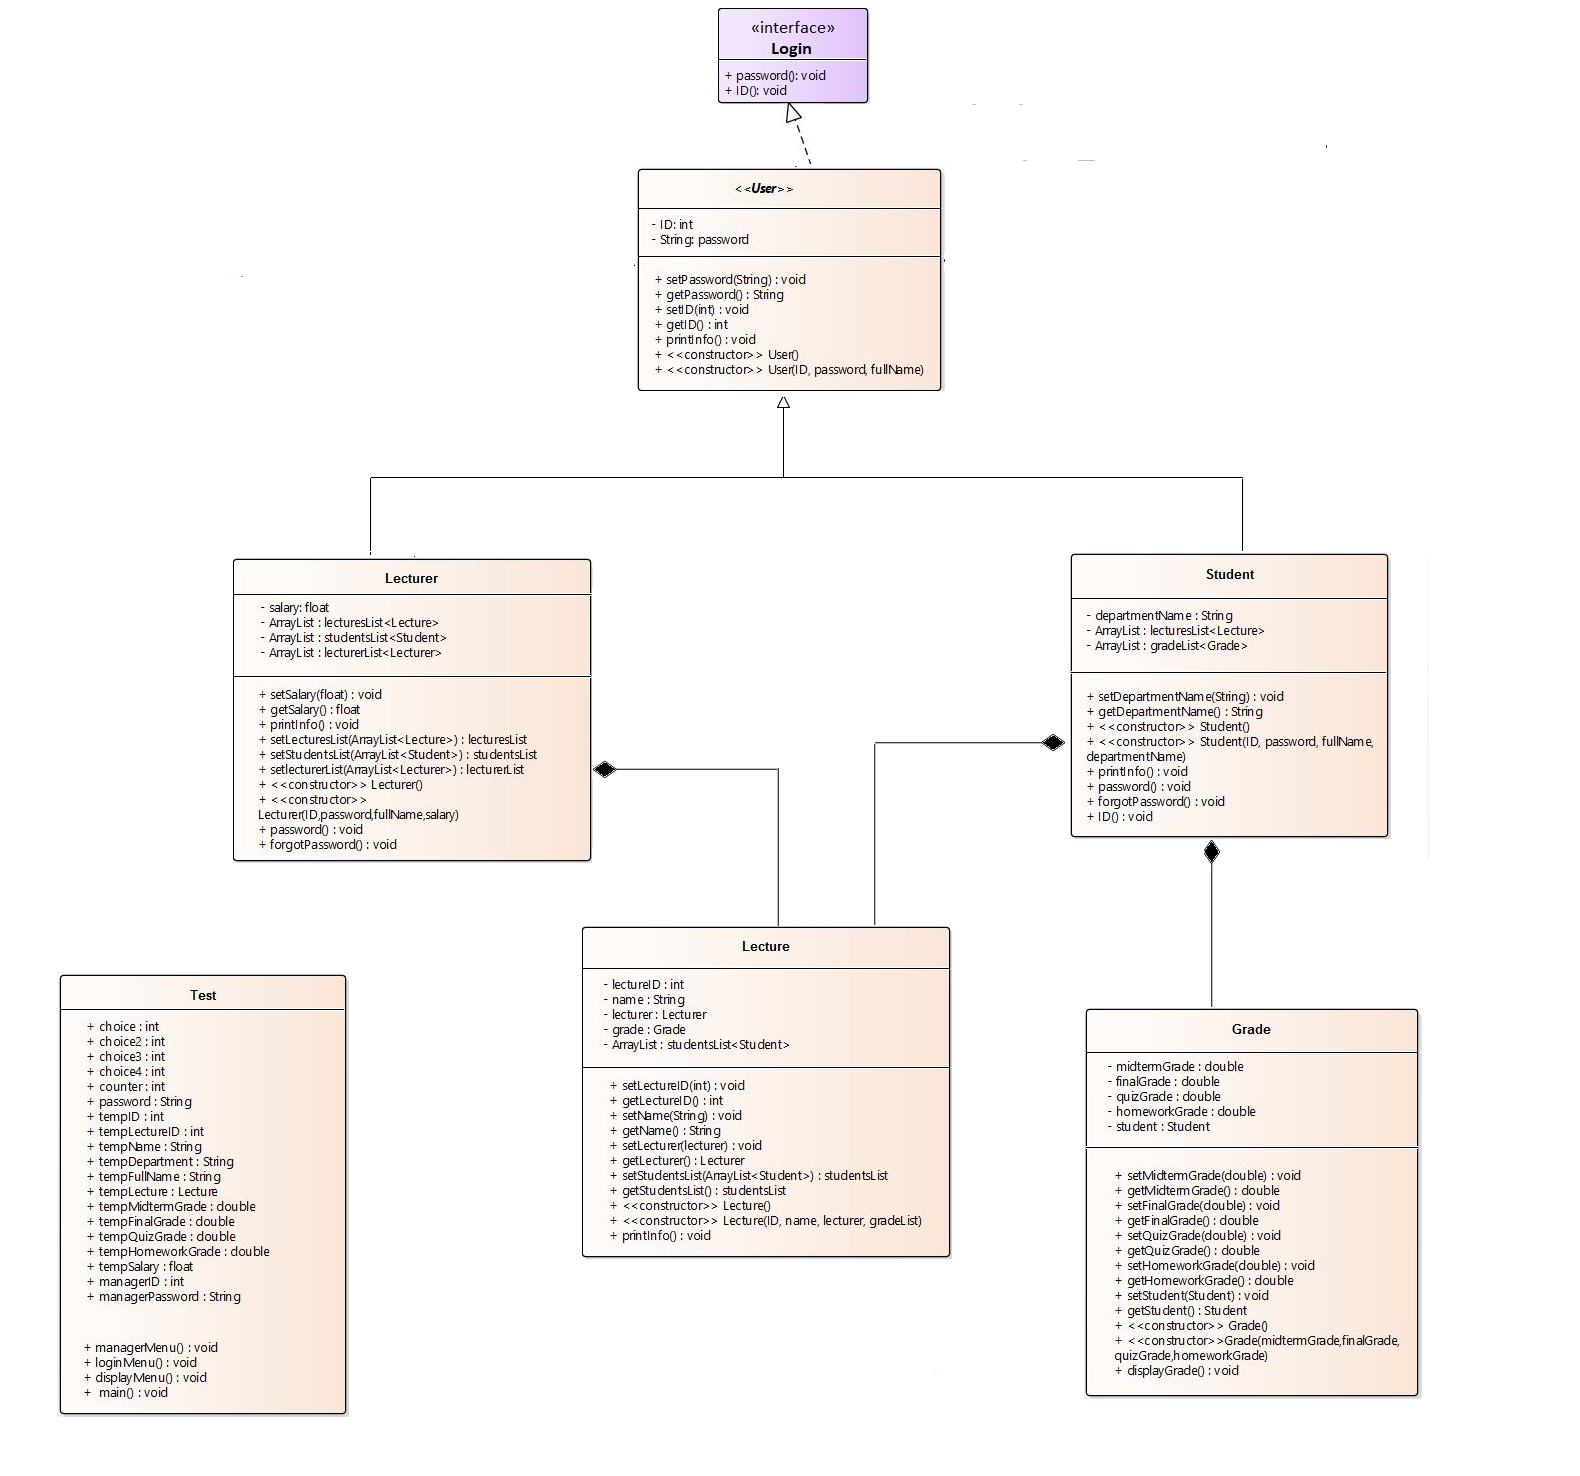 «interface»
Login
+ password(): void
+ ID(): void
<<User>>
- ID: int
- String: password
+ setPassword(String) : void
+ getPassword() : String
+ setID(int) : void
+ getID() : int
+ printInfo() : void
+ <<constructor>> User()
+ <<constructor>> User(ID, password, fullName)
Lecturer
- salary: float
- ArrayList : lecturesList<Lecture>
- ArrayList : studentsList<Student>
- ArrayList : lecturerList<Lecturer>
+ setSalary(float) : void
+ getSalary() : float
+ printInfo() : void
+ setLecturesList(ArrayList<Lecture>) : lecturesList
+ setStudentsList(ArrayList<Student>) : studentsList
+ setlecturerList(ArrayList<Lecturer>) : lecturerList
+ <<constructor>> Lecturer()
+ <<constructor>>
Lecturer(ID,password,fullName,salary)
+ password() : void
+ forgotPassword() : void
Student
- departmentName : String
- ArrayList : lecturesList<Lecture>
- ArrayList : gradeList<Grade>
+ setDepartmentName(String) : void
+ getDepartmentName() : String
+ <<constructor>> Student()
+ <<constructor>> Student(ID, password, fullName,
departmentName)
+ printInfo() : void
+ password() : void
+ forgotPassword() : void
+ ID() : void
Lecture
- lectureID : int
- name : String
- lecturer : Lecturer
- grade : Grade
- ArrayList : studentsList<Student>
+ setLectureID(int) : void
+ getLectureID() : int
+ setName(String) : void
+ getName() : String
+ setLecturer(lecturer) : void
+ getLecturer() : Lecturer
+ setStudentsList(ArrayList<Student>) : studentsList
+ getStudentsList() : studentsList
+ <<constructor>> Lecture()
+ <<constructor>> Lecture(ID, name, lecturer, gradeList)
+ printInfo() : void
Test
+ choice : int
+ choice2 : int
+ choice3 : int
+ choice4 : int
+ counter : int
+ password : String
+ tempID : int
+ tempLectureID : int
+ tempName : String
+ tempDepartment : String
+ tempFullName : String
+ tempLecture : Lecture
+ tempMidtermGrade : double
+ tempFinalGrade : double
+ tempQuizGrade : double
+ tempHomeworkGrade : double
+ tempSalary : float
+ managerID : int
+ managerPassword : String
+ managerMenu() : void
+ loginMenu() : void
+ displayMenu() : void
+ main() : void
Grade
- midtermGrade : double
- finalGrade : double
- quizGrade : double
- homeworkGrade : double
- student : Student
+ setMidtermGrade(double) : void
+ getMidtermGrade() : double
+ setFinalGrade(double) : void
+ getFinalGrade() : double
+ setQuizGrade(double) : void
+ getQuizGrade() : double
+ setHomeworkGrade(double) : void
+ getHomeworkGrade() : double
+ setStudent(Student) : void
+ getStudent() : Student
+ <<constructor>> Grade()
+ <<constructor>>Grade(midtermGrade,finalGrade,
quizGrade,homeworkGrade)
+ displayGrade() : void